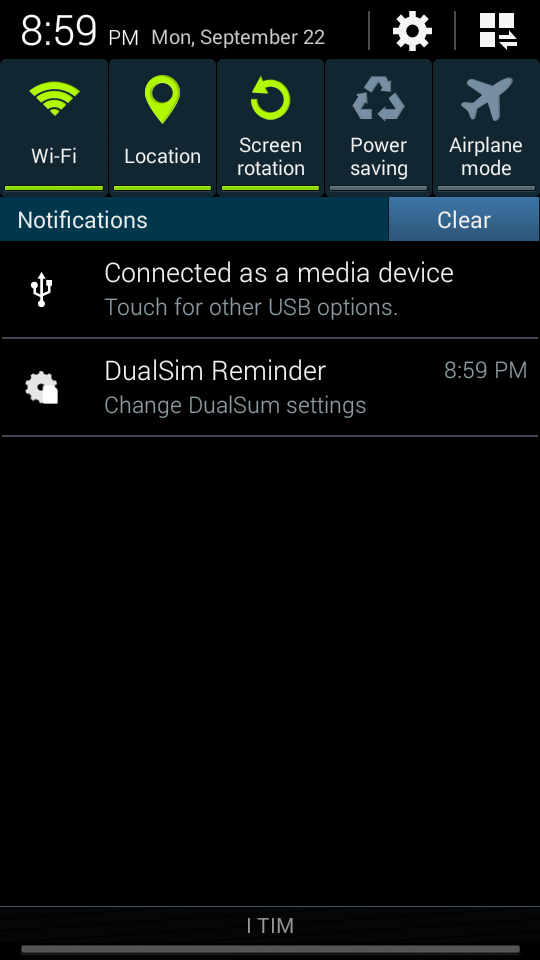 8:59 PM Mon, September 22
Wi-Fi
Location
Screen
rotation
Power
saving
Airplane
mode
Notifications
Clear
Connected as a media device
Touch for other USB options.
DualSim Reminder 8:59 PM
Change DualSum settings
I TIM